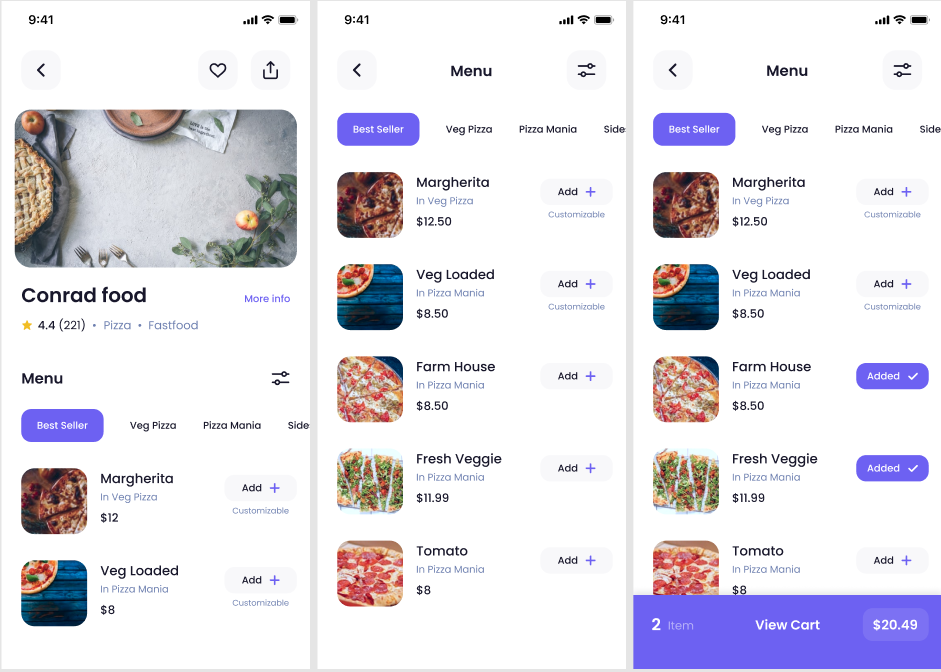 9:41
Conrad food
More info
4.4 (221) • Pizza • Fastfood
Menu
Best Seller
Veg Pizza
Pizza Mania
Sides
Margherita
In Veg Pizza
$12
Add +
Customizable
Veg Loaded
In Pizza Mania
$8
Add +
Customizable
9:41
Menu
Best Seller
Veg Pizza
Pizza Mania
Sides
Margherita
In Veg Pizza
$12.50
Add +
Customizable
Veg Loaded
In Pizza Mania
$8.50
Add +
Customizable
Farm House
In Pizza Mania
$8.50
Add +
Fresh Veggie
In Pizza Mania
$11.99
Add +
Tomato
In Pizza Mania
$8
Add +
9:41
Menu
Best Seller
Veg Pizza
Pizza Mania
Side
Margherita
In Veg Pizza
$12.50
Add +
Customizable
Veg Loaded
In Pizza Mania
$8.50
Add +
Customizable
Farm House
In Pizza Mania
$8.50
Added
Fresh Veggie
In Pizza Mania
$11.99
Added
Tomato
In Pizza Mania
$8
Add +
2 Item
View Cart
$20.49